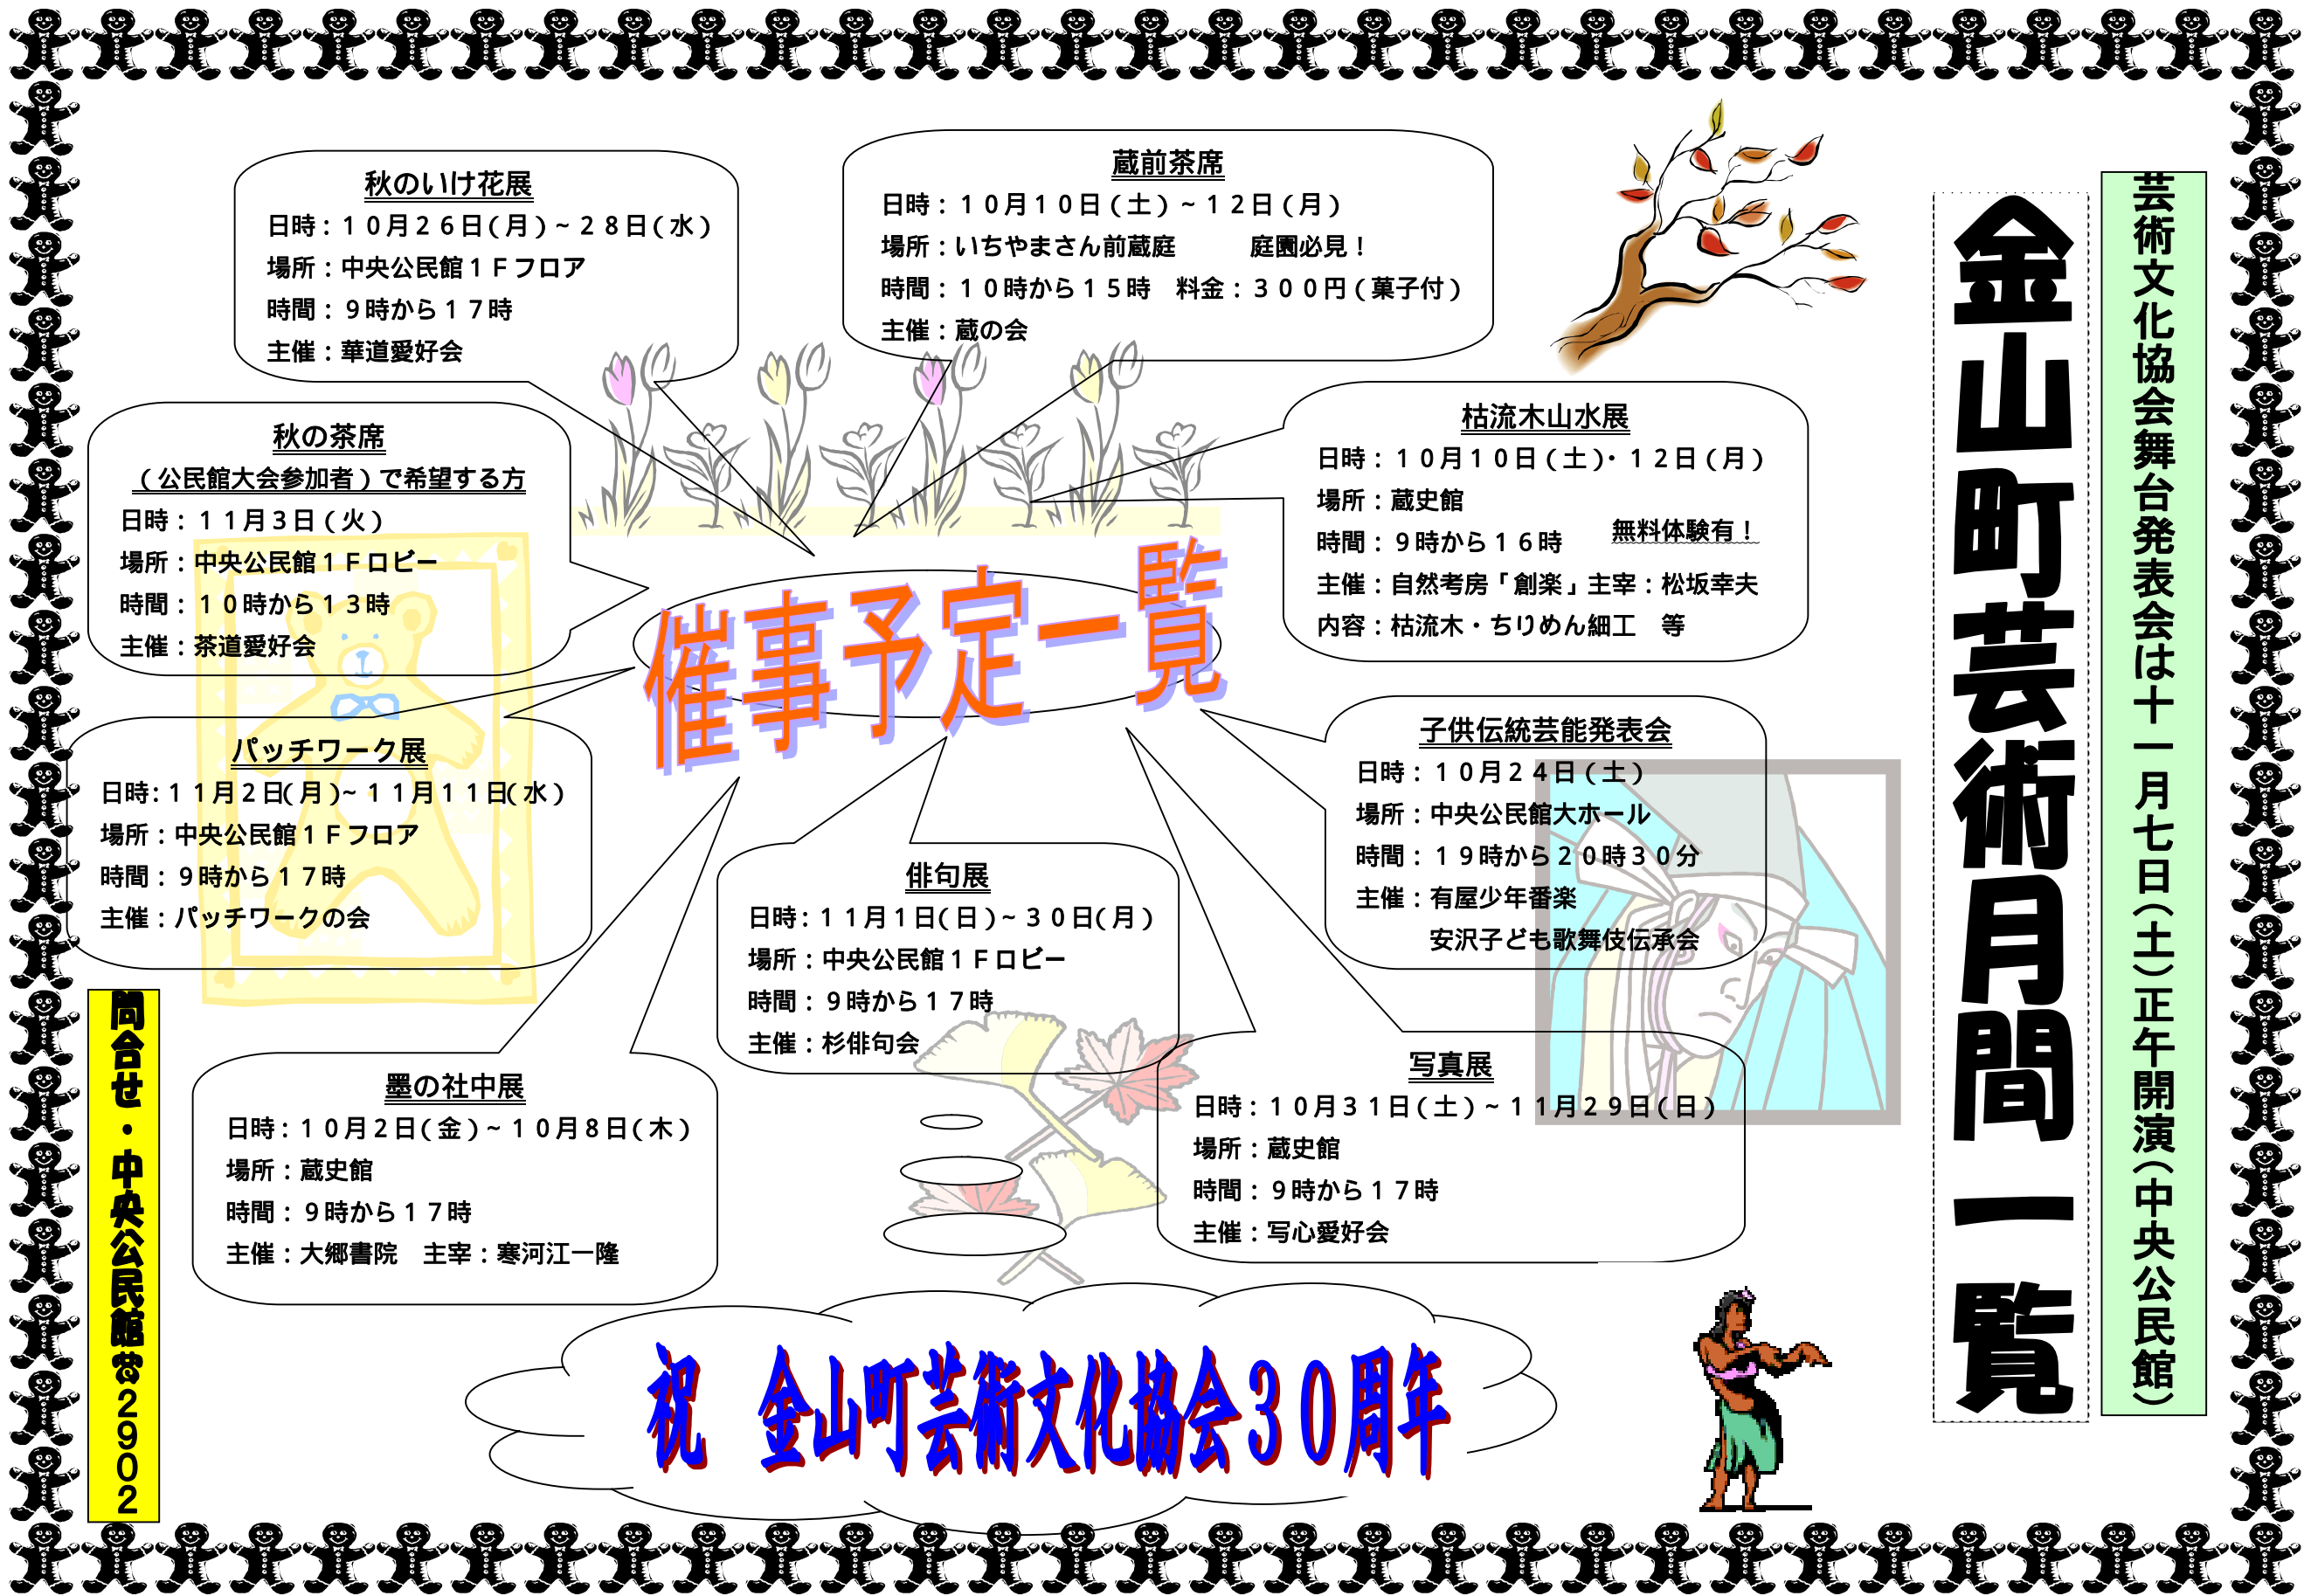 芸術文化協会舞台発表会は十一月七日(土)正午開演(中央公民館)
金山町芸術月間一覧
蔵前茶席
日時：１０月１０日(土)~１２日(月)
場所：いちやまさん前蔵庭　　　庭園必見！
時間：１０時から１５時　料金：３００円(菓子付)
主催：蔵の会
秋のいけ花展
日時：１０月２６日(月)~２８日(水)
場所：中央公民館１Ｆフロア
時間：９時から１７時
主催：華道愛好会
枯流木山水展
日時：１０月１０日(土)・１２日(月)
場所：蔵史館
時間：９時から１６時
無料体験有！
主催：自然考房「創楽」主宰：松坂幸夫
内容：枯流木・ちりめん細工　等
秋の茶席
(公民館大会参加者)で希望する方
日時：１１月３日(火)
場所：中央公民館１Ｆロビー
時間：１０時から１３時
主催：茶道愛好会
催事予定一覧
子供伝統芸能発表会
日時：１０月２４日(土)
場所：中央公民館大ホール
時間：１９時から２０時３０分
主催：有屋少年番楽
安沢子ども歌舞伎伝承会
パッチワーク展
日時：１１月２日(月)~１１月１１日(水)
場所：中央公民館１Ｆフロア
時間：９時から１７時
主催：パッチワークの会
俳句展
日時：１１月１日(日)~３０日(月)
場所：中央公民館１Ｆロビー
時間：９時から１７時
主催：杉俳句会
写真展
日時：１０月３１日(土)~１１月２９日(日)
場所：蔵史館
時間：９時から１７時
主催：写心愛好会
墨の社中展
日時：１０月２日(金)~１０月８日(木)
場所：蔵史館
時間：９時から１７時
主催：大郷書院　主宰：寒河江一隆
問合せ・中央公民館☎２９０２
祝　金山町芸術文化協会３０周年